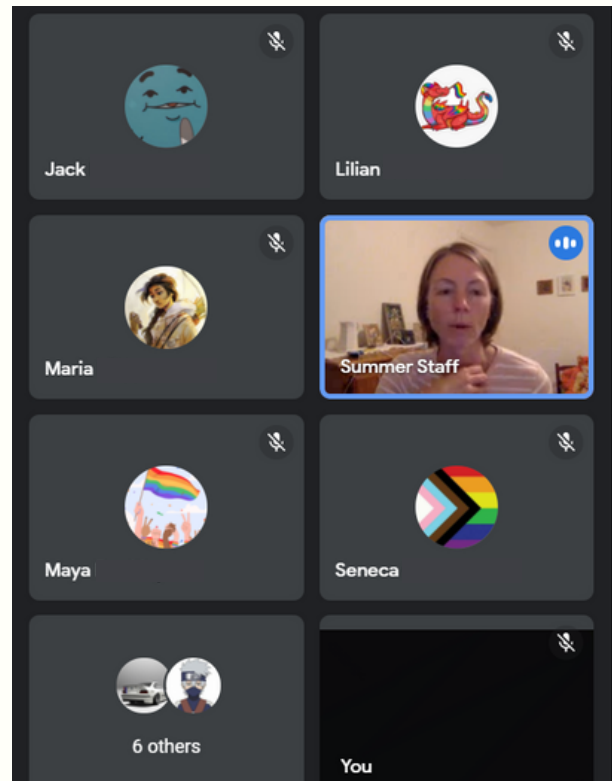 Jack
Lilian
Maria
Summer Staff
Maya
Seneca
6 others
You